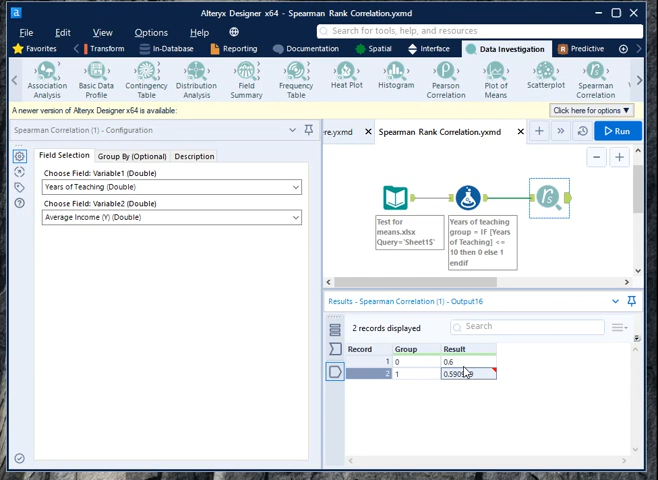 Alteryx Designer x64 - Spearman Rank Correlation.yxmd
File Edit View Options Help Search for tools, help, and resources
Favorites Transform In-Database Reporting Documentation Spatial Interface Data Investigation Predictive
Association Analysis Basic Data Profile Contingency Table Distribution Analysis Field Summary Frequency Table Heat Plot Histogram Pearson Correlation Plot of Means Scatterplot Spearman Correlation
A newer version of Alteryx Designer x64 is available: Click here for options ▼
Spearman Correlation (1) - Configuration
re.yxmd Spearman Rank Correlation.yxmd Run
Field Selection Group By (Optional) Description
Choose Field: Variable1 (Double)
Years of Teaching (Double)
Choose Field: Variable2 (Double)
Average Income (Y) (Double)
Test for
means.xlsx
Query=`Sheet1$`
Years of teaching
group = IF [Years
of Teaching] <=
10 then 0 else 1
endif
Results - Spearman Correlation (1) - Output16
2 records displayed Search
Record Group Result
1 0 0.6
2 1